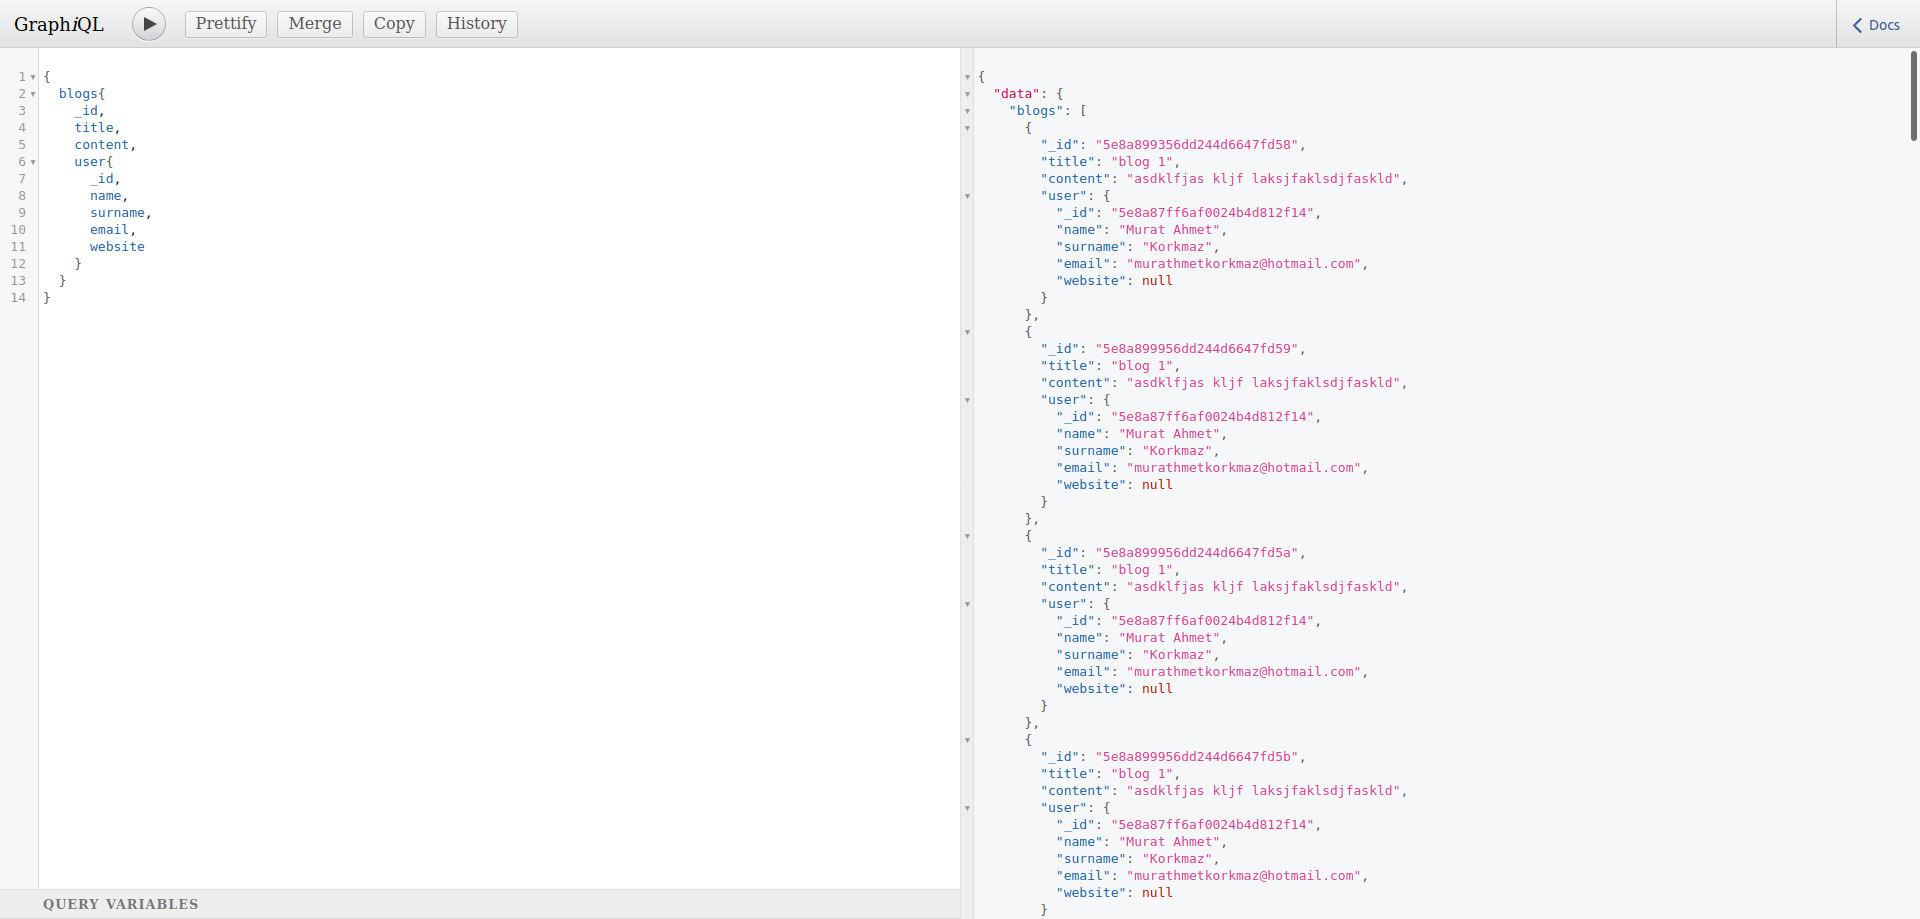 GraphiQL
Prettify
Merge
Copy
History
Docs
1 {
2   blogs{
3     _id,
4     title,
5     content,
6     user{
7       _id,
8       name,
9       surname,
10       email,
11       website
12     }
13   }
14 }
QUERY VARIABLES
{
  "data": {
    "blogs": [
      {
        "_id": "5e8a899356dd244d6647fd58",
        "title": "blog 1",
        "content": "asdklfjas kljf laksjfaklsdjfaskld",
        "user": {
          "_id": "5e8a87ff6af0024b4d812f14",
          "name": "Murat Ahmet",
          "surname": "Korkmaz",
          "email": "murathmetkorkmaz@hotmail.com",
          "website": null
        }
      },
      {
        "_id": "5e8a899956dd244d6647fd59",
        "title": "blog 1",
        "content": "asdklfjas kljf laksjfaklsdjfaskld",
        "user": {
          "_id": "5e8a87ff6af0024b4d812f14",
          "name": "Murat Ahmet",
          "surname": "Korkmaz",
          "email": "murathmetkorkmaz@hotmail.com",
          "website": null
        }
      },
      {
        "_id": "5e8a899956dd244d6647fd5a",
        "title": "blog 1",
        "content": "asdklfjas kljf laksjfaklsdjfaskld",
        "user": {
          "_id": "5e8a87ff6af0024b4d812f14",
          "name": "Murat Ahmet",
          "surname": "Korkmaz",
          "email": "murathmetkorkmaz@hotmail.com",
          "website": null
        }
      },
      {
        "_id": "5e8a899956dd244d6647fd5b",
        "title": "blog 1",
        "content": "asdklfjas kljf laksjfaklsdjfaskld",
        "user": {
          "_id": "5e8a87ff6af0024b4d812f14",
          "name": "Murat Ahmet",
          "surname": "Korkmaz",
          "email": "murathmetkorkmaz@hotmail.com",
          "website": null
        }